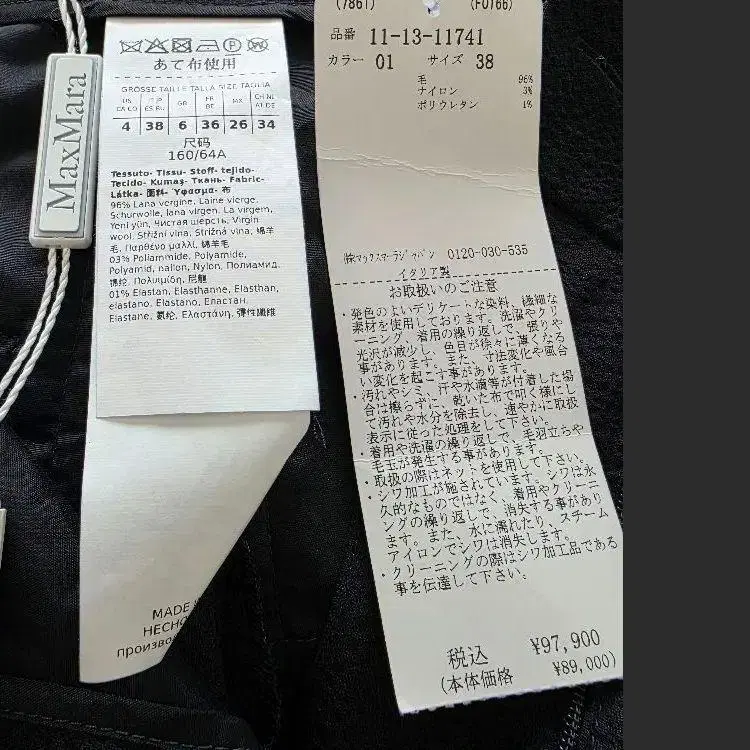 MaxMara
あて布使用
GRÖSSE TAILLE TALLA SIZE TAGLIA
US CA CO
GB
FR BE
MX
CH NL AT DE
4 38 6 36 26 34
尺码
160/64A
Tessuto- Tissu- Stoff- tejido-
Tecido- Kumaş- Ткань- Fabric-
Látka- 面料- Ύφασμα- 布
96% Lana vergine, Laine vierge,
Schurwolle, lana virgen, La virgem,
Yeni yün, Чистая шерсть, Virgin
wool, Střižní vlna, Strižná vlna, 绵羊
毛, Παρθένο μαλλί, 綿羊毛
03% Poliammide, Polyamide,
Polyamid, nailon, Nylon, Полиамид,
锦纶, Πολυαμίδη, 尼龍
01% Elastan, Elasthanne, Elasthan,
elastano, Elastano, Эластан,
Elastane, 氨纶, Ελαστάνη, 彈性纖維
MADE
HECHO
произво
(7861) (F0166)
品番 11-13-11741
カラー 01 サイズ 38
毛 96%
ナイロン 3%
ポリウレタン 1%
㈱マックスマーラジャパン 0120-030-535
イタリア製
お取扱いのご注意
・発色のよいデリケートな染料、繊細な
素材を使用しております。洗濯やクリ
ーニング、着用の繰り返しで、張りや
光沢が減少し、色目が徐々に薄くなる
事があります。また、寸法変化や風合
い変化を起こす事があります。
・汚れやシミ、汗や水滴等が付着した場
合は擦らずに、乾いた布で叩く様にし
て汚れや水分を除去し、速やかに取扱
表示に従った処理をして下さい。
・着用や洗濯の繰り返しで、毛羽立ちや
毛玉が発生する事があります。
・取扱の際はネットを使用して下さい。
・シワ加工が施されています。シワは永
久的なものではなく、着用やクリーニ
ングの繰り返しで、消失する事があり
ます。また、水に濡れたり、スチーム
アイロンでシワは消失します。
・クリーニングの際はシワ加工品である
事を伝達して下さい。
税込 ¥97,900
(本体価格 ¥89,000)